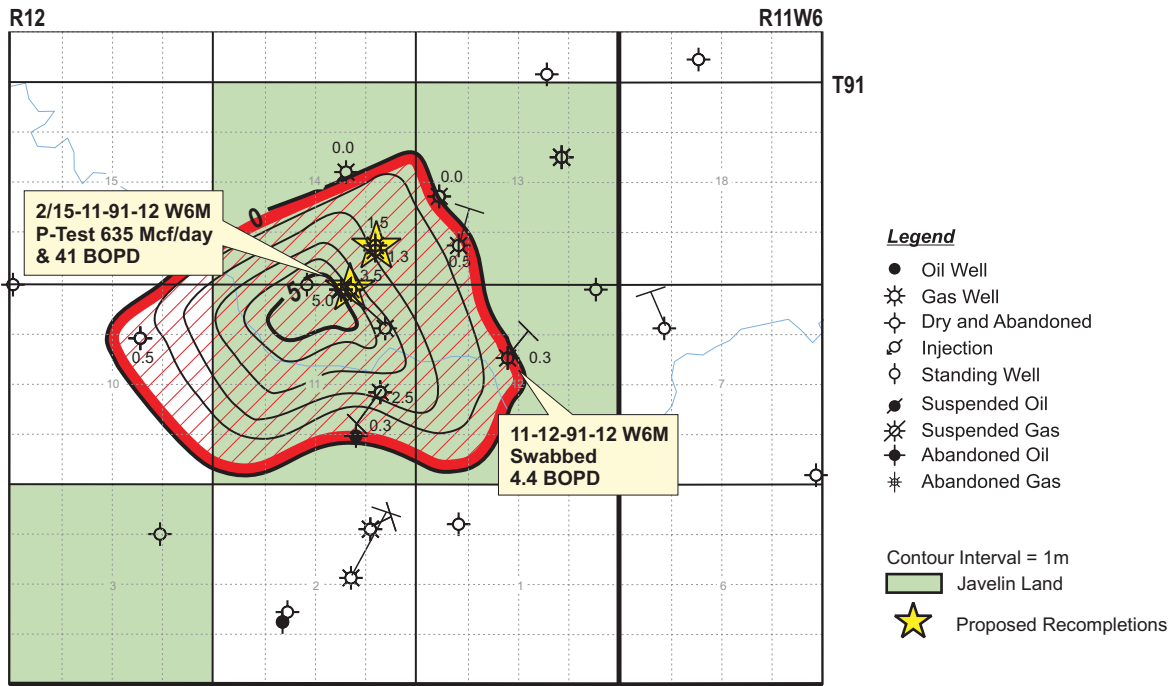 R12
R11W6
T91
0.0
15
14
0.0
13
18
2/15-11-91-12 W6M
P-Test 635 Mcf/day
& 41 BOPD
0
1.5
1.3
0.5
3.5
5.0
5
0.5
0.3
10
11
12
7
2.5
0.3
11-12-91-12 W6M
Swabbed
4.4 BOPD
3
2
1
6
Legend
Oil Well
Gas Well
Dry and Abandoned
Injection
Standing Well
Suspended Oil
Suspended Gas
Abandoned Oil
Abandoned Gas
Contour Interval = 1m
Javelin Land
Proposed Recompletions